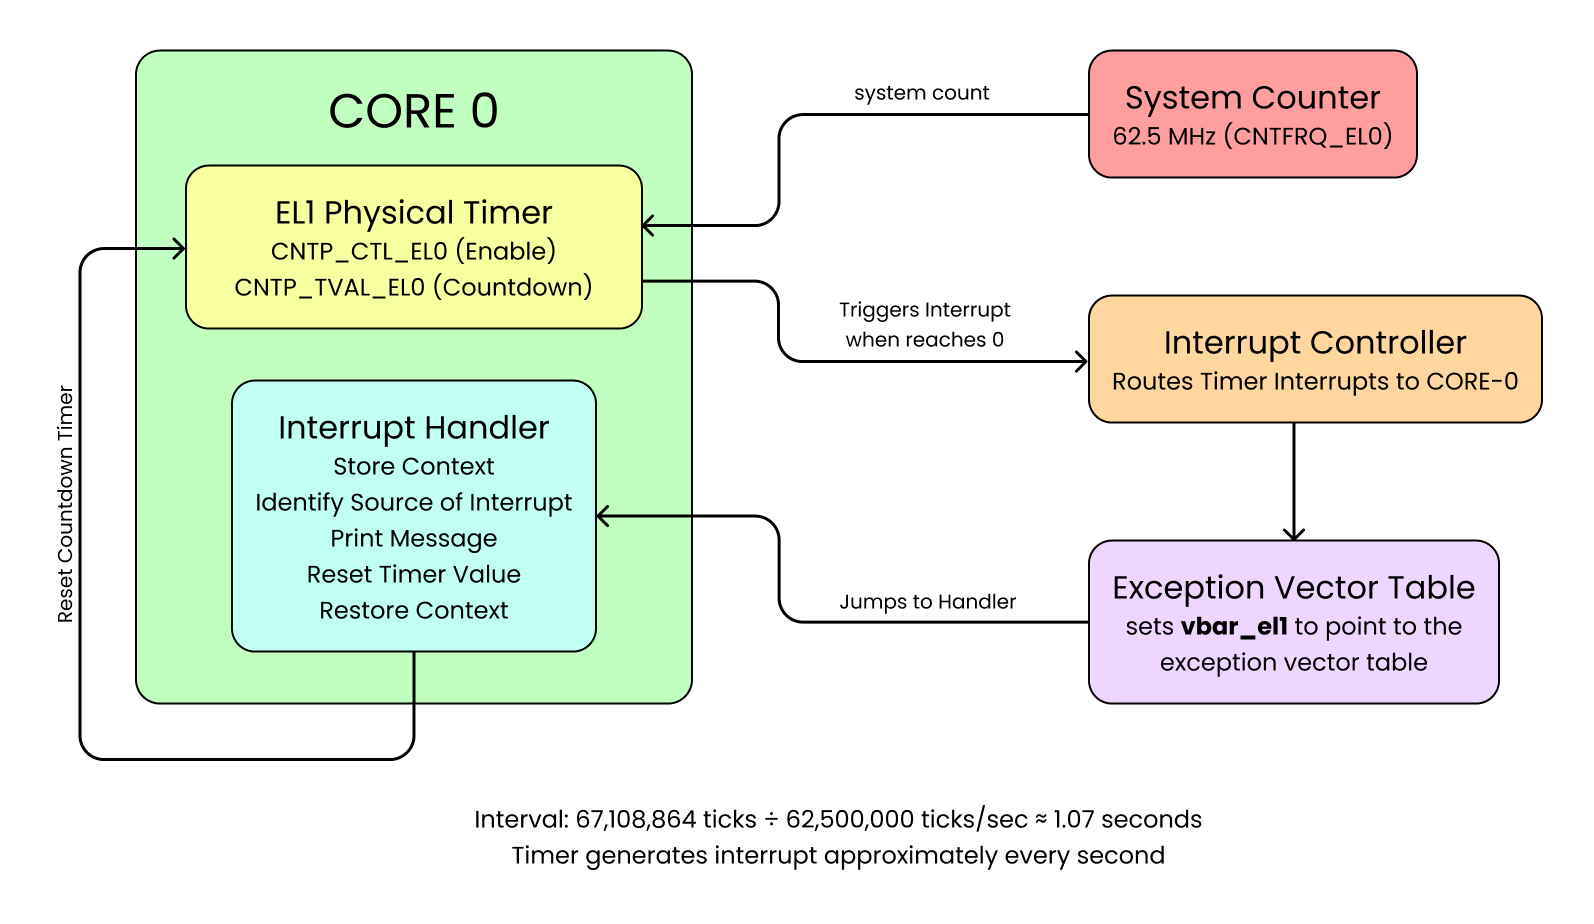 CORE 0
EL1 Physical Timer
CNTP_CTL_EL0 (Enable)
CNTP_TVAL_EL0 (Countdown)
Interrupt Handler
Store Context
Identify Source of Interrupt
Print Message
Reset Timer Value
Restore Context
Reset Countdown Timer
system count
System Counter
62.5 MHz (CNTFRQ_EL0)
Triggers Interrupt
when reaches 0
Interrupt Controller
Routes Timer Interrupts to CORE-0
Exception Vector Table
sets vbar_el1 to point to the
exception vector table
Jumps to Handler
Interval: 67,108,864 ticks ÷ 62,500,000 ticks/sec ≈ 1.07 seconds
Timer generates interrupt approximately every second